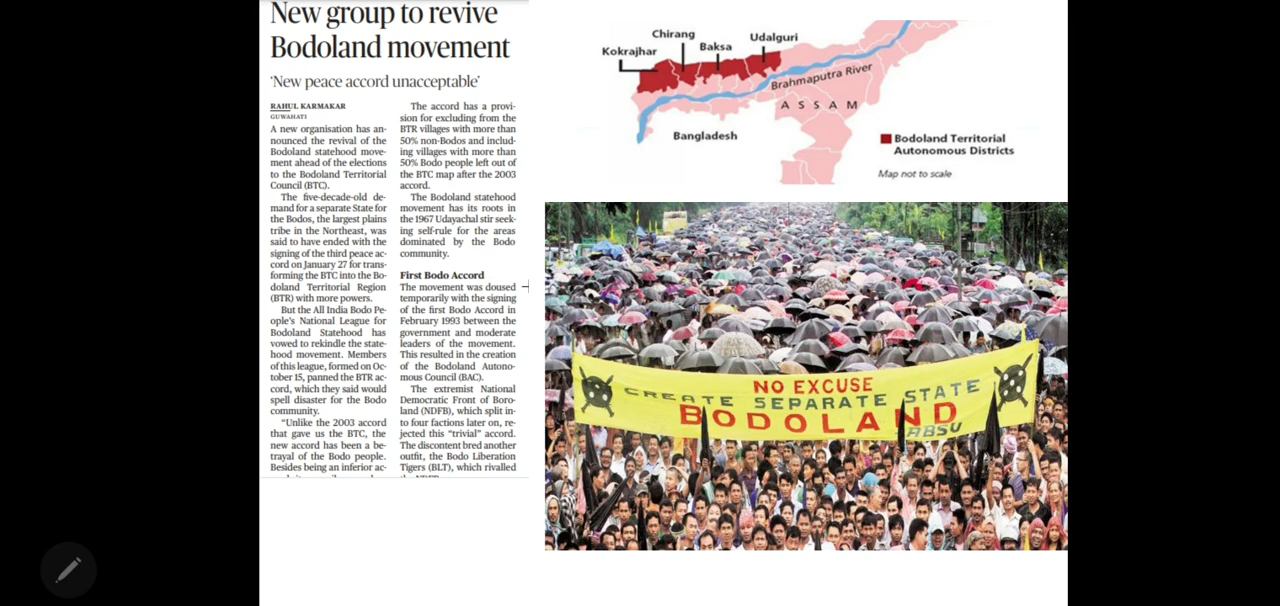 New group to revive
Bodoland movement
‘New peace accord unacceptable’
RAHUL KARMAKAR
GUWAHATI
A new organisation has an-
nounced the revival of the
Bodoland statehood move-
ment ahead of the elections
to the Bodoland Territorial
Council (BTC).
The five-decade-old de-
mand for a separate State for
the Bodos, the largest plains
tribe in the Northeast, was
said to have ended with the
signing of the third peace ac-
cord on January 27 for trans-
forming the BTC into the Bo-
doland Territorial Region
(BTR) with more powers.
But the All India Bodo Pe-
ople’s National League for
Bodoland Statehood has
vowed to rekindle the state-
hood movement. Members
of this league, formed on Oc-
tober 15, panned the BTR ac-
cord, which they said would
spell disaster for the Bodo
community.
“Unlike the 2003 accord
that gave us the BTC, the
new accord has been a be-
trayal of the Bodo people.
Besides being an inferior ac-
The accord has a provi-
sion for excluding from the
BTR villages with more than
50% non-Bodos and includ-
ing villages with more than
50% Bodo people left out of
the BTC map after the 2003
accord.
The Bodoland statehood
movement has its roots in
the 1967 Udayachal stir seek-
ing self-rule for the areas
dominated by the Bodo
community.
First Bodo Accord
The movement was doused
temporarily with the signing
of the first Bodo Accord in
February 1993 between the
government and moderate
leaders of the movement.
This resulted in the creation
of the Bodoland Autono-
mous Council (BAC).
The extremist National
Democratic Front of Boro-
land (NDFB), which split in-
to four factions later on, re-
jected this “trivial” accord.
The discontent bred another
outfit, the Bodo Liberation
Tigers (BLT), which rivalled
Kokrajhar
Chirang
Baksa
Udalguri
Brahmaputra River
ASSAM
Bangladesh
Bodoland Territorial
Autonomous Districts
Map not to scale
NO EXCUSE
CREATE SEPARATE STATE
BODOLAND
ABSU